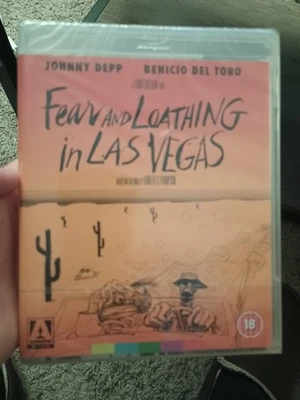 JOHNNY DEPP BENICIO DEL TORO
FEAR AND LOATHING
in LAS VEGAS
18